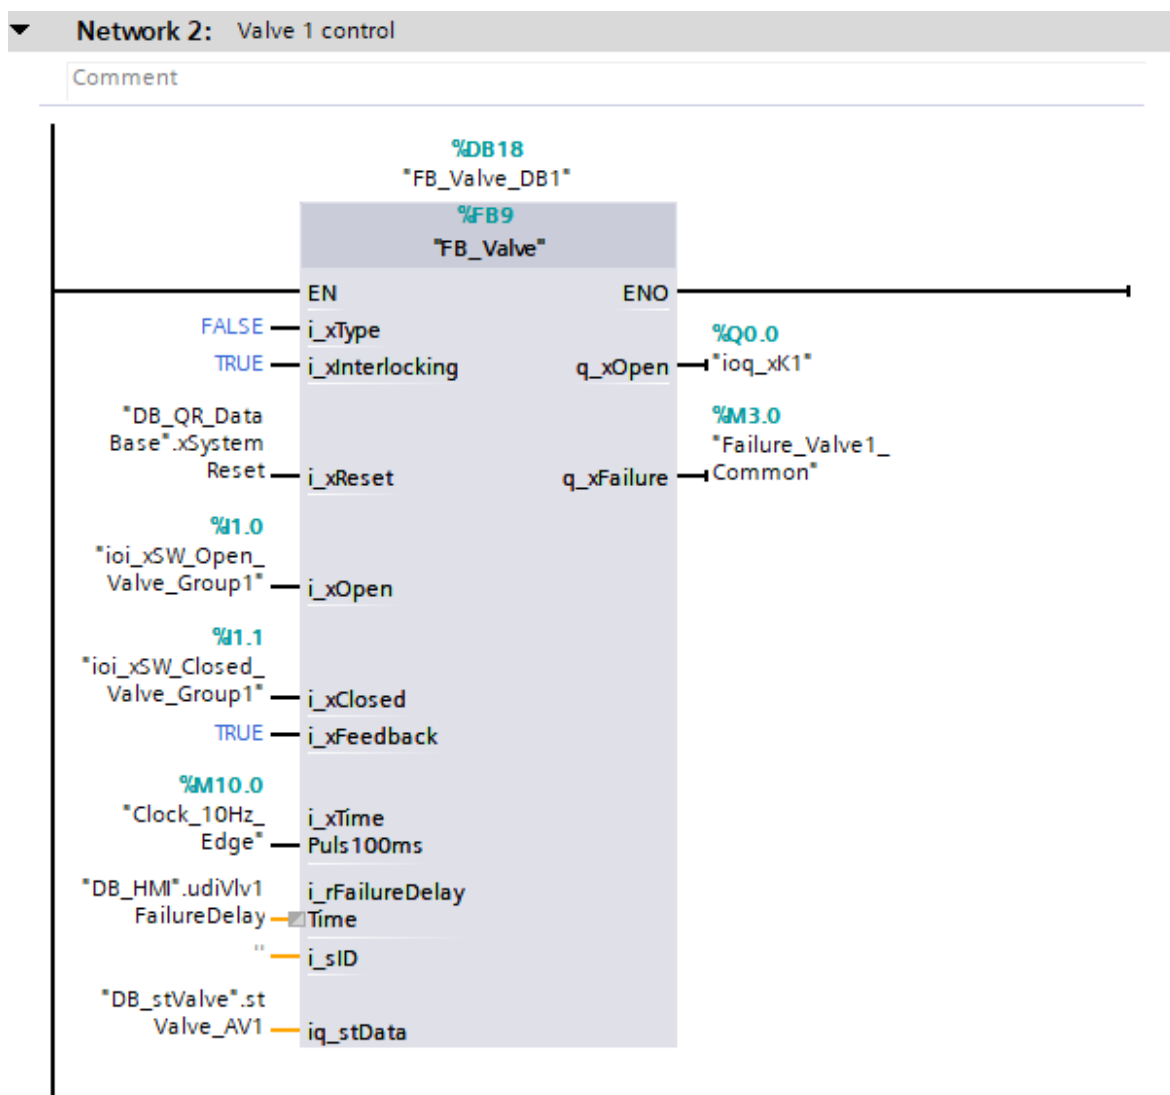 Network 2: Valve 1 control
Comment
%DB18
"FB_Valve_DB1"
%FB9
"FB_Valve"
EN
ENO
FALSE
i_xType
%Q0.0
TRUE
i_xInterlocking
q_xOpen
"ioq_xK1"
"DB_QR_Data
Base".xSystem
Reset
i_xReset
%M3.0
"Failure_Valve1_
Common"
q_xFailure
%I1.0
"ioi_xSW_Open_
Valve_Group1"
i_xOpen
%I1.1
"ioi_xSW_Closed_
Valve_Group1"
i_xClosed
TRUE
i_xFeedback
%M10.0
"Clock_10Hz_
Edge"
i_xTime
Puls100ms
"DB_HMI".udiVlv1
FailureDelay
i_rFailureDelay
Time
''
i_sID
"DB_stValve".st
Valve_AV1
iq_stData